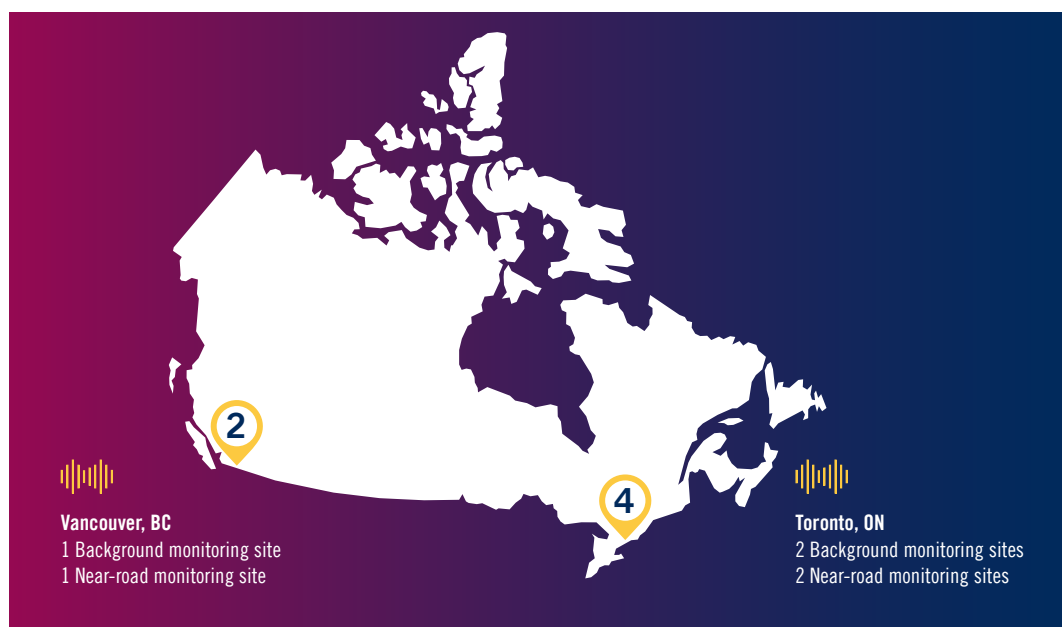 2
4
Vancouver, BC
1 Background monitoring site
1 Near-road monitoring site
Toronto, ON
2 Background monitoring sites
2 Near-road monitoring sites